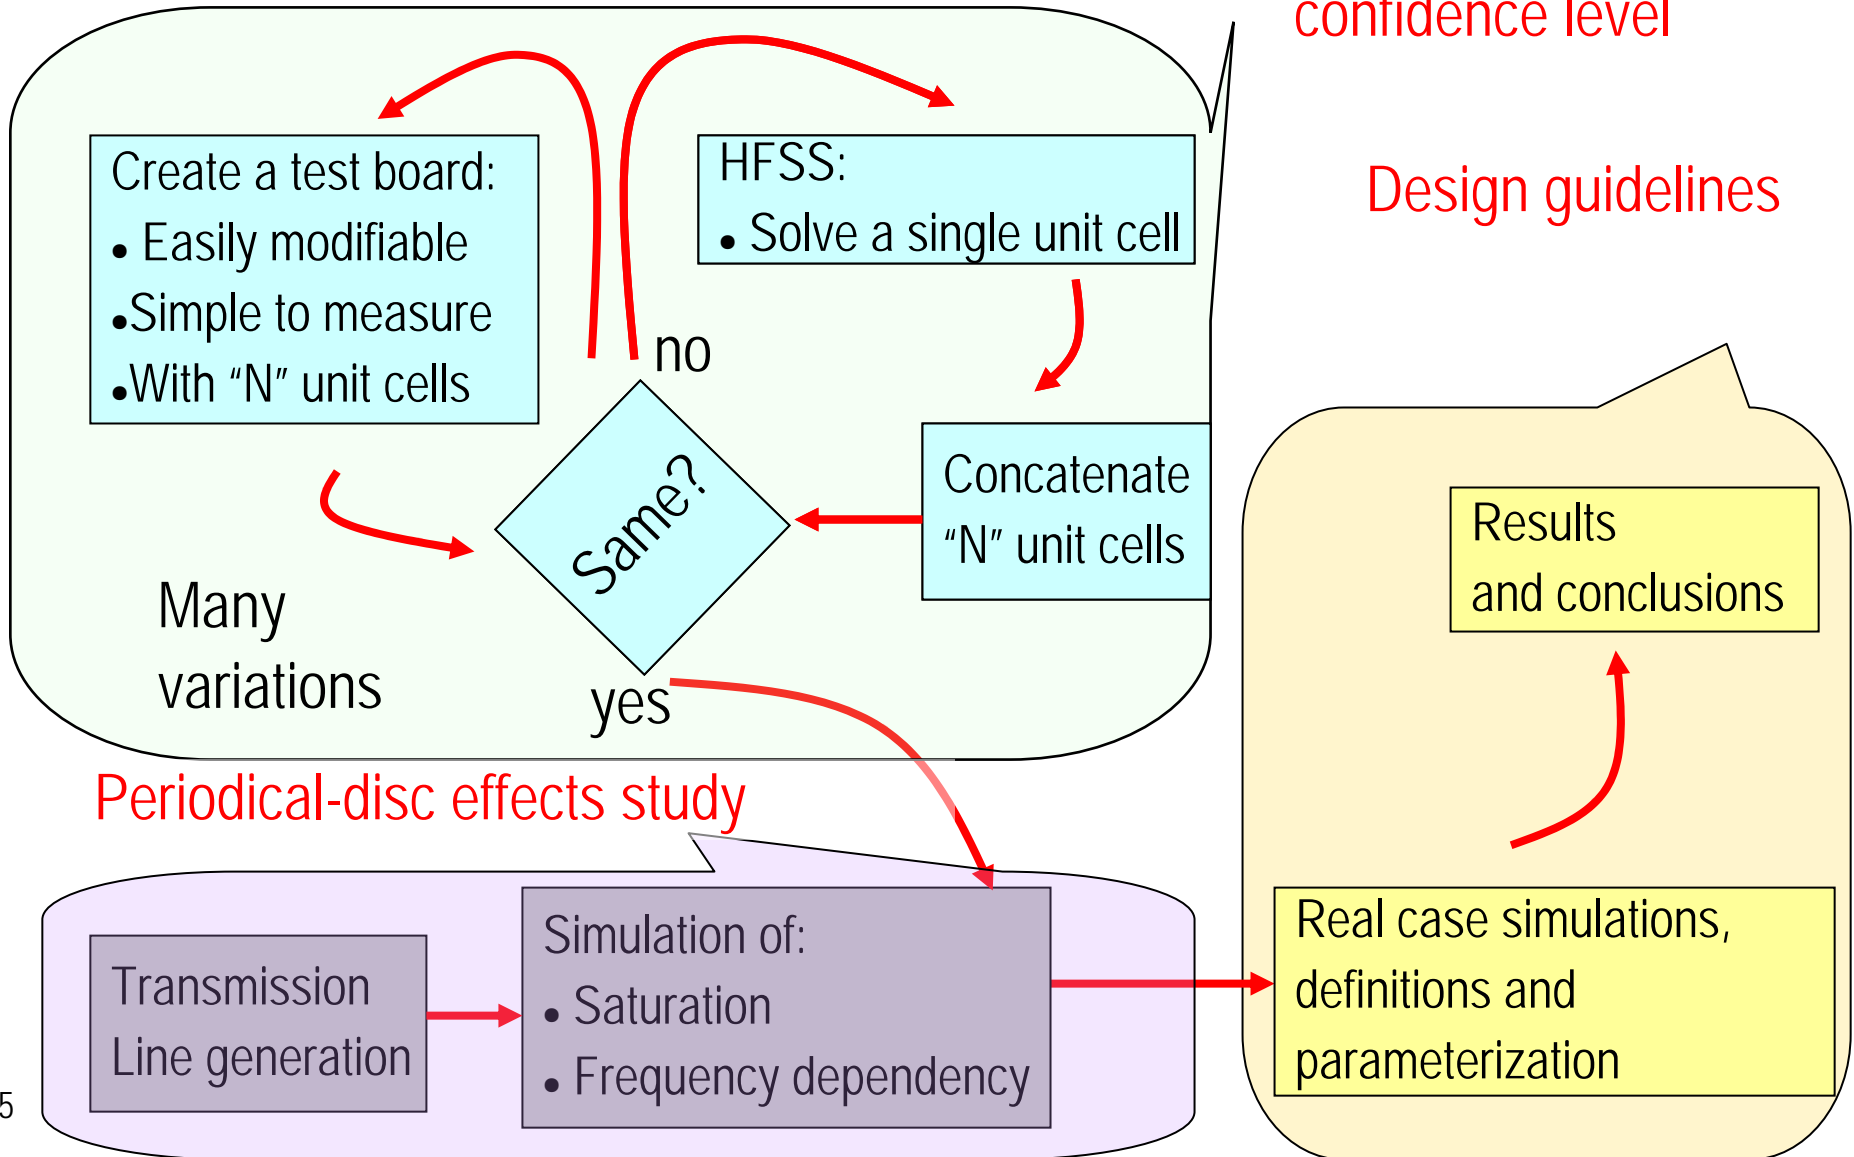 confidence level
Create a test board:
• Easily modifiable
•Simple to measure
•With “N” unit cells
HFSS:
• Solve a single unit cell
Design guidelines
no
Same?
Concatenate
“N” unit cells
Many
variations
yes
Results
and conclusions
Periodical-disc effects study
Transmission
Line generation
Simulation of:
• Saturation
• Frequency dependency
Real case simulations,
definitions and
parameterization
5